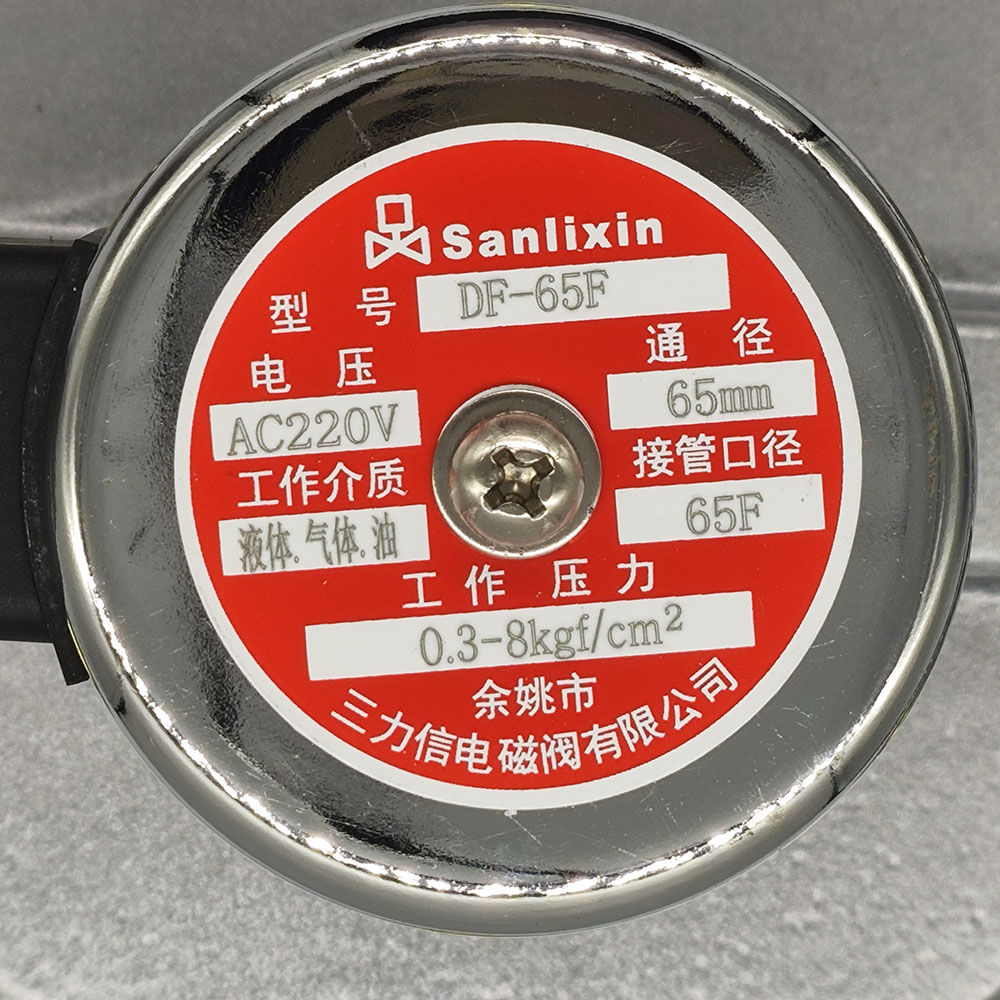 Sanlixin
型号 DF-65F
电压
AC220V
通径
65mm
工作介质
液体.气体.油
接管口径
65F
工作压力
0.3-8kgf/cm²
余姚市
三力信电磁阀有限公司